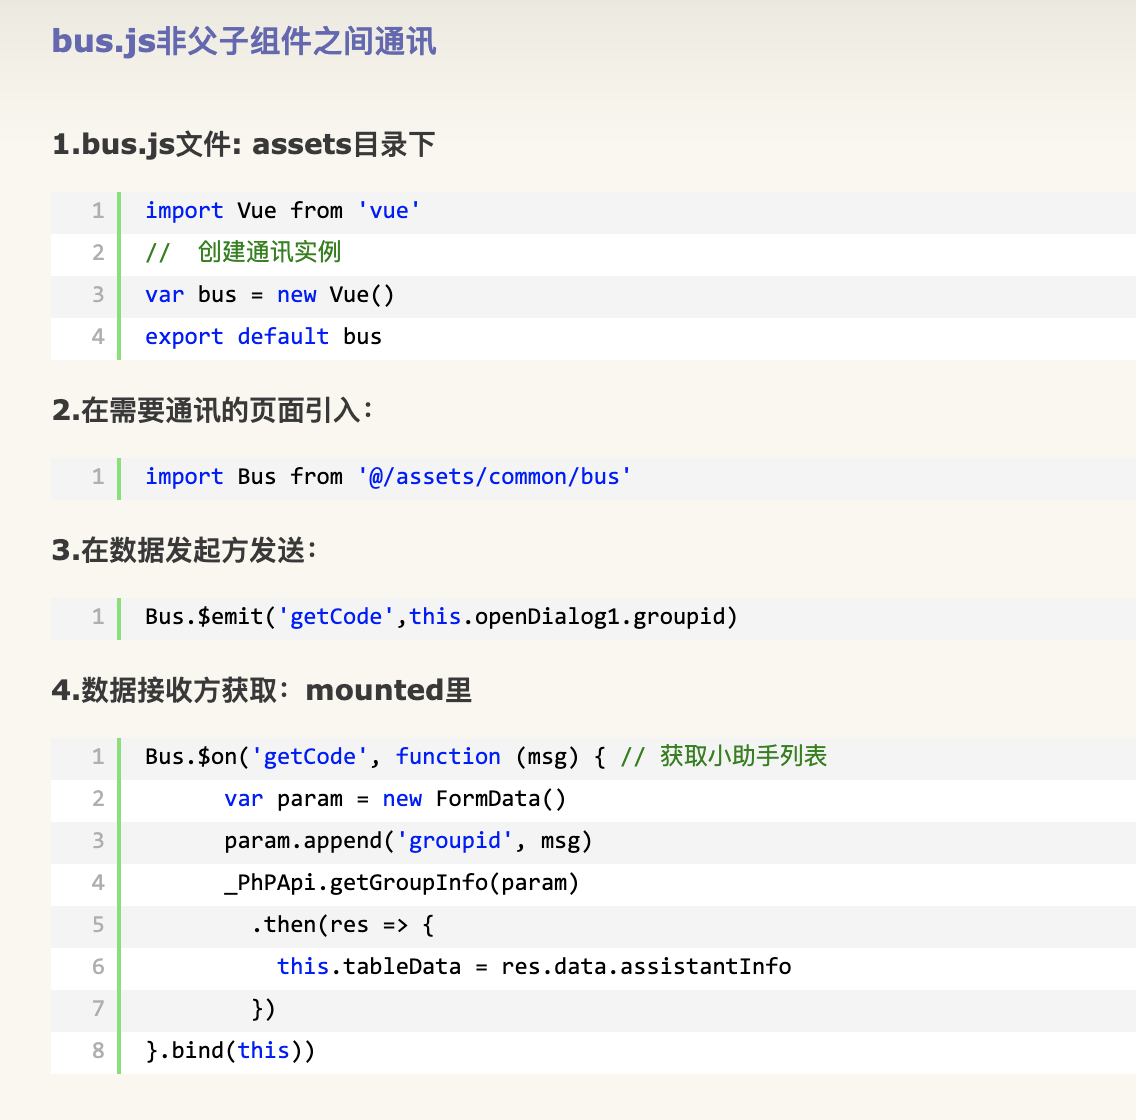 bus.js非父子组件之间通讯
1.bus.js文件: assets目录下
1 import Vue from 'vue'
2 //  创建通讯实例
3 var bus = new Vue()
4 export default bus
2.在需要通讯的页面引入：
1 import Bus from '@/assets/common/bus'
3.在数据发起方发送：
1 Bus.$emit('getCode',this.openDialog1.groupid)
4.数据接收方获取：mounted里
1 Bus.$on('getCode', function (msg) { // 获取小助手列表
2       var param = new FormData()
3       param.append('groupid', msg)
4       _PhPApi.getGroupInfo(param)
5         .then(res => {
6           this.tableData = res.data.assistantInfo
7         })
8 }.bind(this))